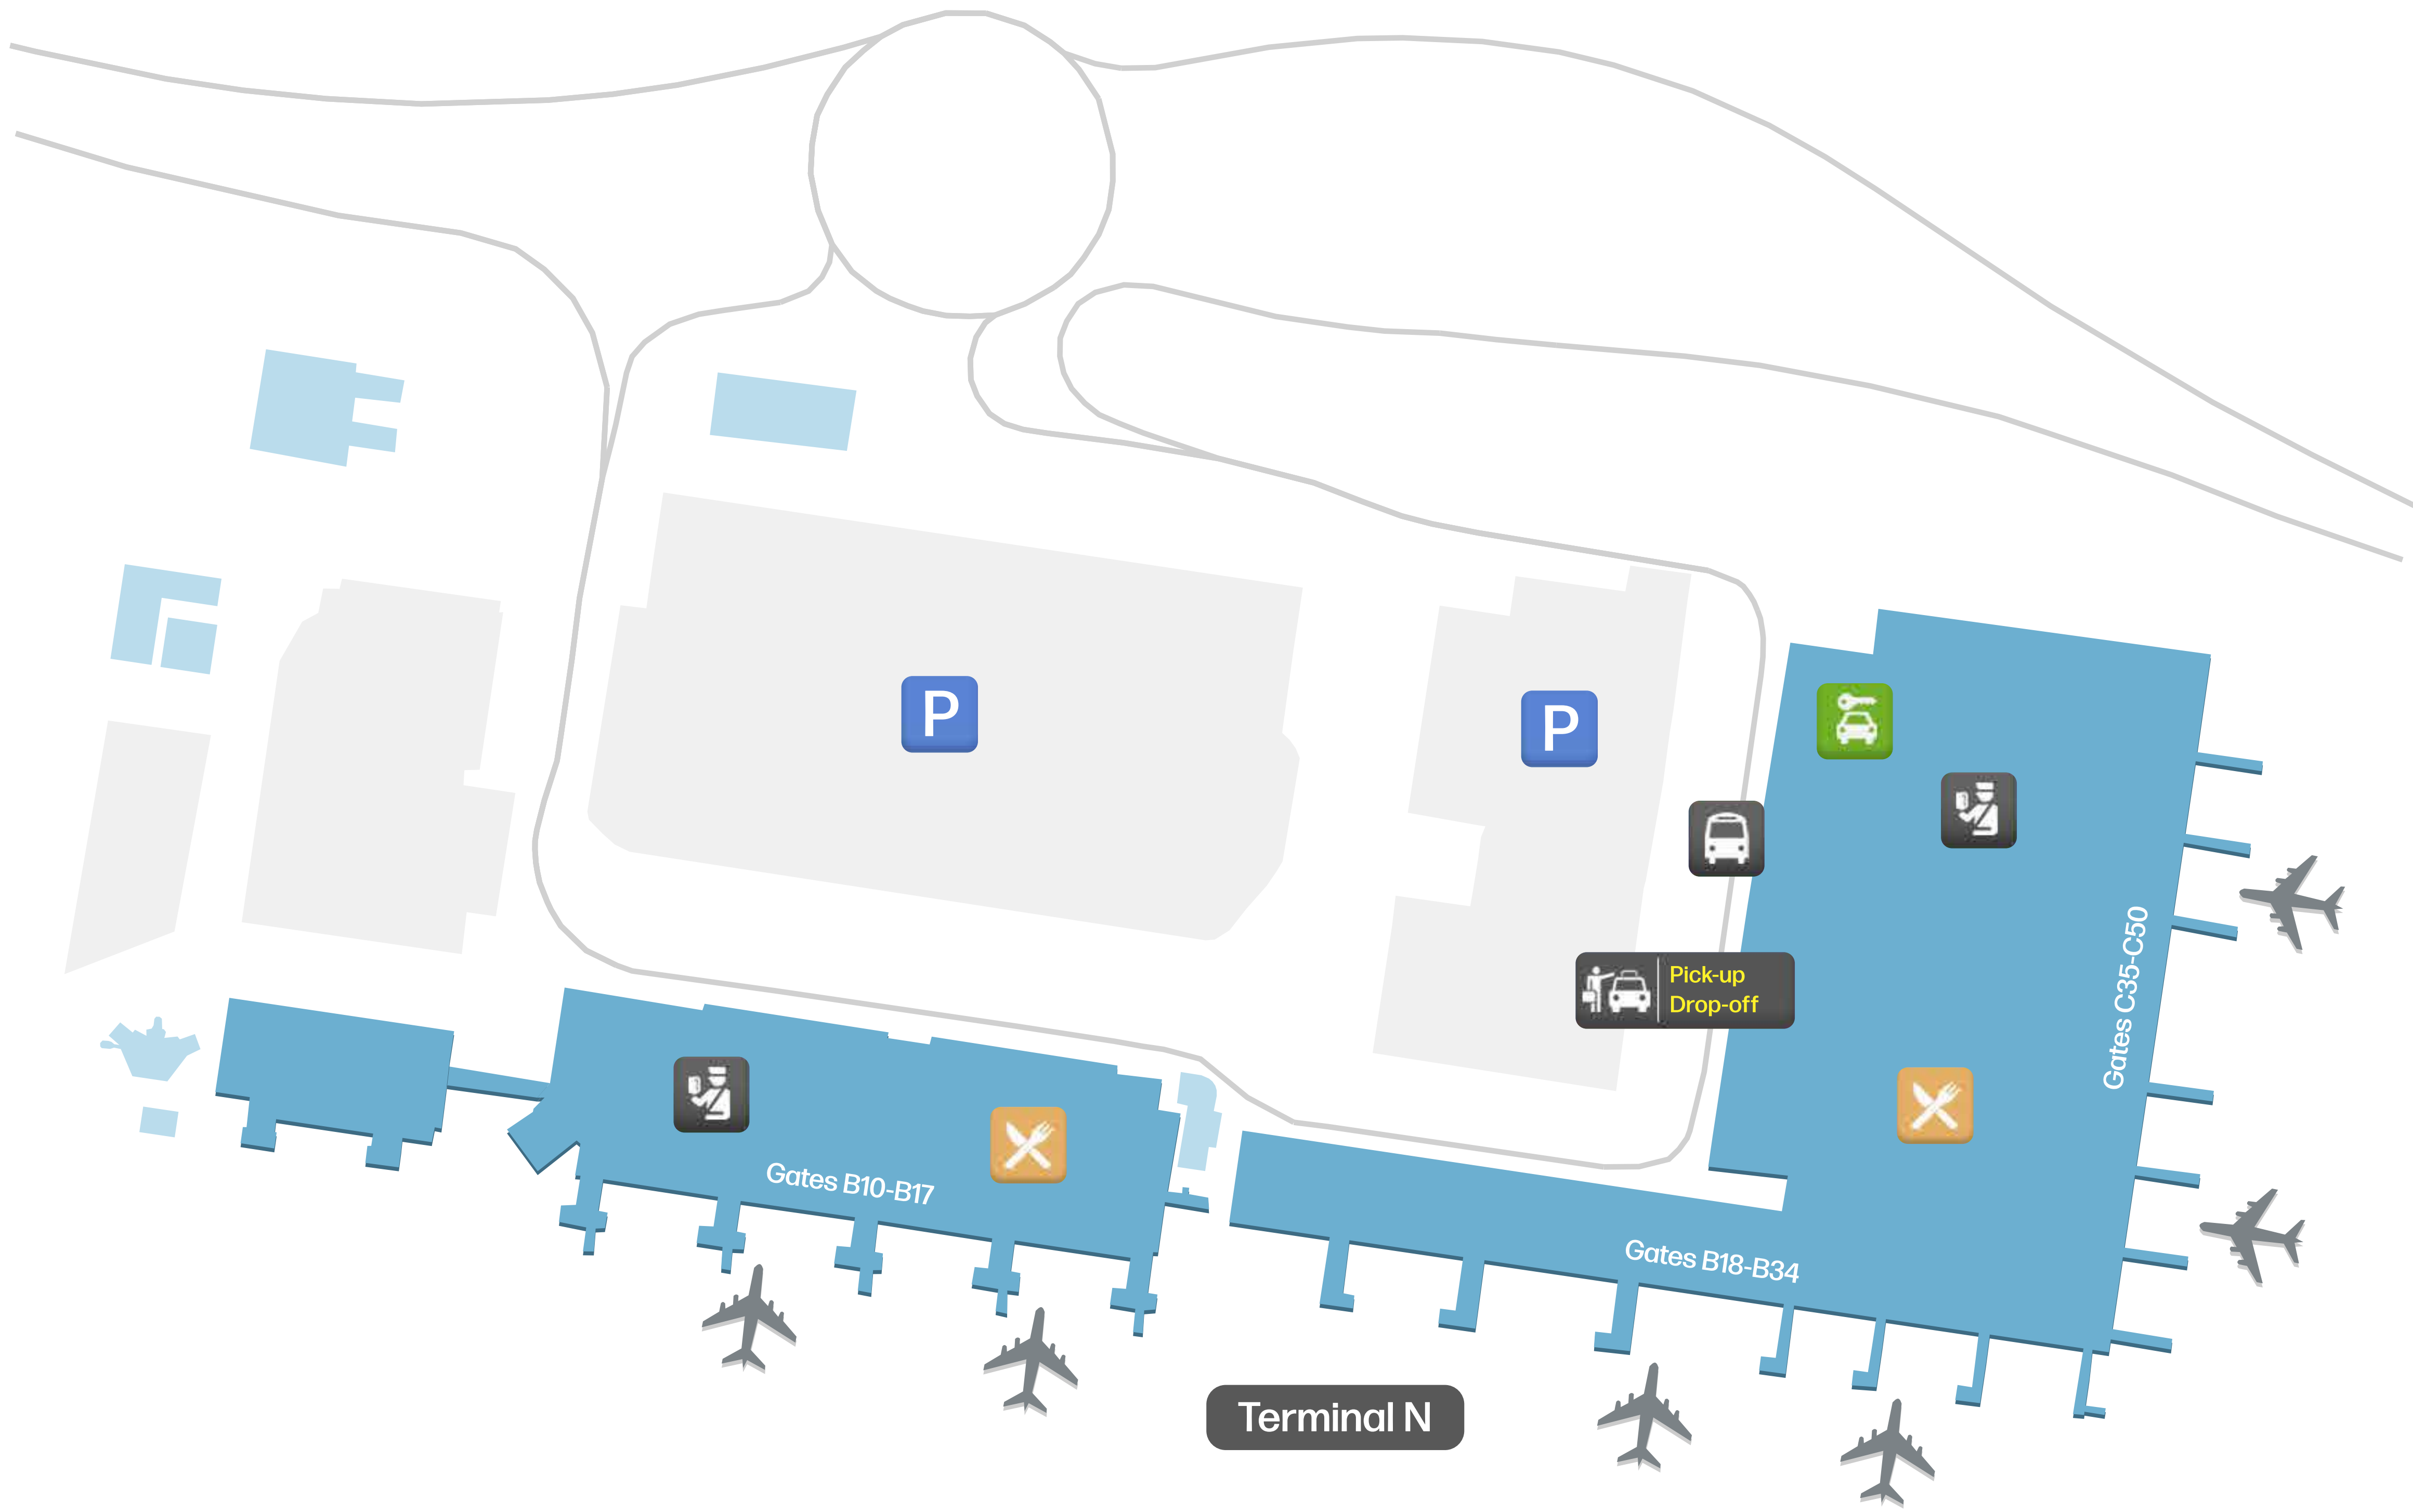 P
P
Pick-up
Drop-off
Gates C35-C50
Gates B10-B17
Gates B18-B34
Terminal N